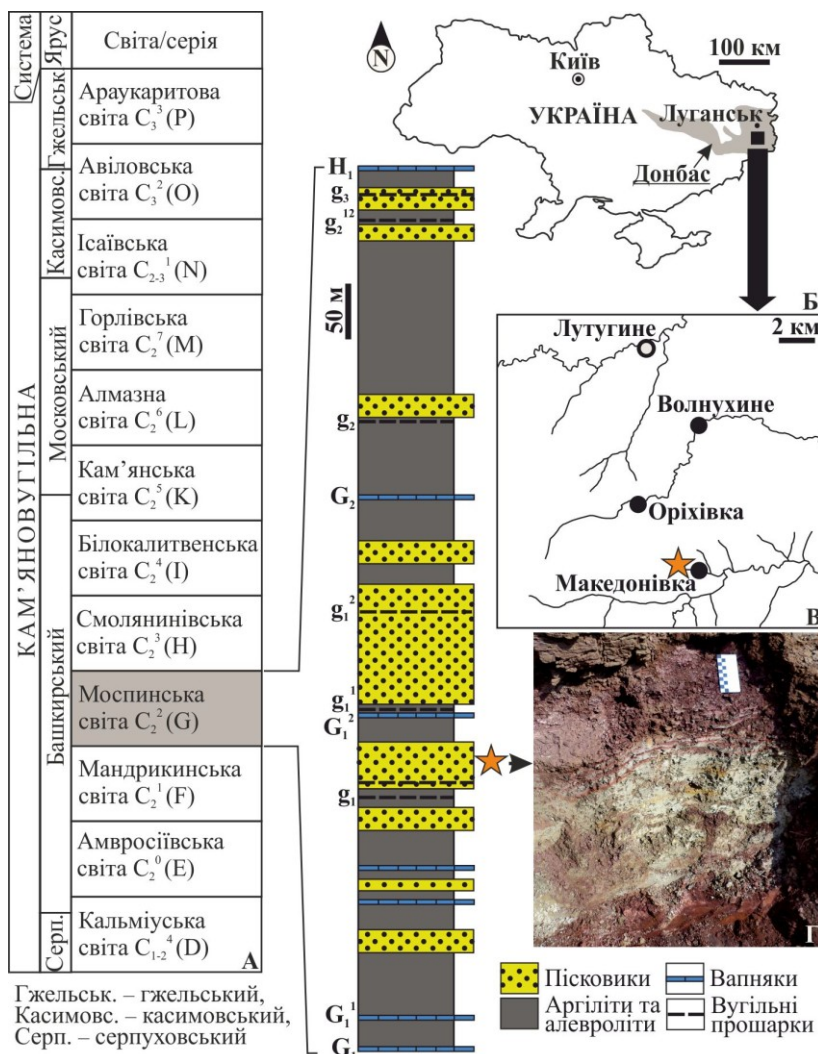 Система
Ярус
Світа/серія
КАМ’ЯНОВУГІЛЬНА
Гжельськ.
Касимовс.
Московський
Башкирський
Серп.
Араукаритова
світа C₃³ (P)
Авіловська
світа C₃² (O)
Ісаївська
світа C₂₋₃¹ (N)
Горлівська
світа C₂⁷ (M)
Алмазна
світа C₂⁶ (L)
Кам’янська
світа C₂⁵ (K)
Білокалитвенська
світа C₂⁴ (I)
Смолянинівська
світа C₂³ (H)
Моспинська
світа C₂² (G)
Мандрикинська
світа C₂¹ (F)
Амвросіївська
світа C₂⁰ (E)
Кальміуська
світа C₁₋₂⁴ (D)
А
Гжельськ. – гжельський,
Касимовс. – касимовський,
Серп. – серпуховський
N
50 м
H₁
g₃
g₂¹²
g₂
G₂
g₁²
g₁¹
G₁²
g₁
G₁¹
100 км
Київ
УКРАЇНА
Луганськ
Донбас
Б
Лутугине
2 км
Волнухине
Оріхівка
Македонівка
В
Г
Пісковики
Вапняки
Аргіліти та
алевроліти
Вугільні
прошарки